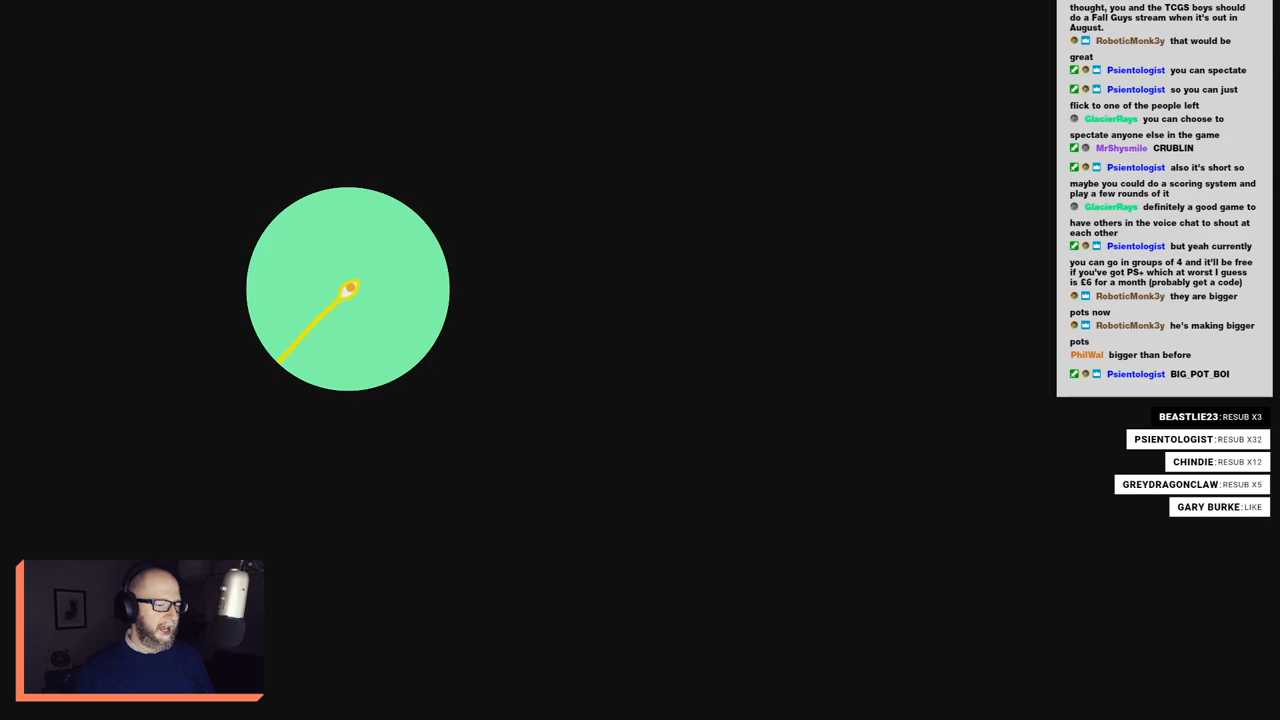 thought, you and the TCGS boys should
do a Fall Guys stream when it's out in
August.
RoboticMonk3y that would be
great
Psientologist you can spectate
Psientologist so you can just
flick to one of the people left
GlacierRays you can choose to
spectate anyone else in the game
MrShysmile CRUBLIN
Psientologist also it's short so
maybe you could do a scoring system and
play a few rounds of it
GlacierRays definitely a good game to
have others in the voice chat to shout at
each other
Psientologist but yeah currently
you can go in groups of 4 and it'll be free
if you've got PS+ which at worst I guess
is £6 for a month (probably get a code)
RoboticMonk3y they are bigger
pots now
RoboticMonk3y he's making bigger
pots
PhilWal bigger than before
Psientologist BIG_POT_BOI
BEASTLIE23: RESUB X3
PSIENTOLOGIST: RESUB X32
CHINDIE: RESUB X12
GREYDRAGONCLAW: RESUB X5
GARY BURKE: LIKE